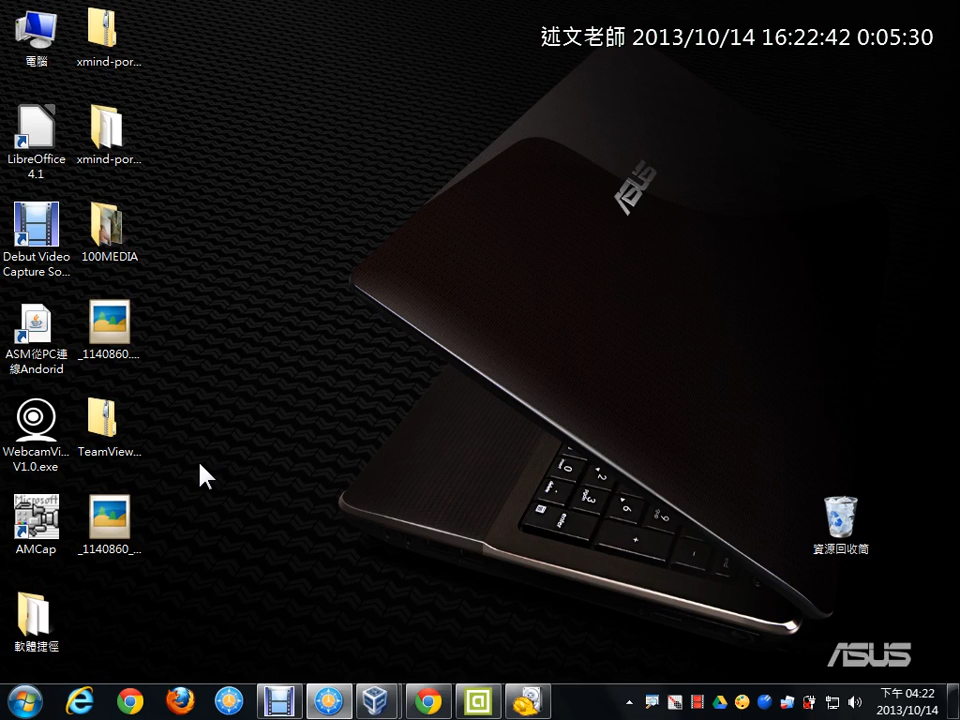 述文老師 2013/10/14 16:22:42 0:05:30
電腦
xmind-por...
LibreOffice
4.1
xmind-por...
Debut Video
Capture So...
100MEDIA
ASM從PC連
線Andorid
_1140860....
WebcamVi...
V1.0.exe
TeamView...
Microsoft
AMCap
_1140860_...
軟體捷徑
資源回收筒
ASUS
ASUS
下午 04:22
2013/10/14